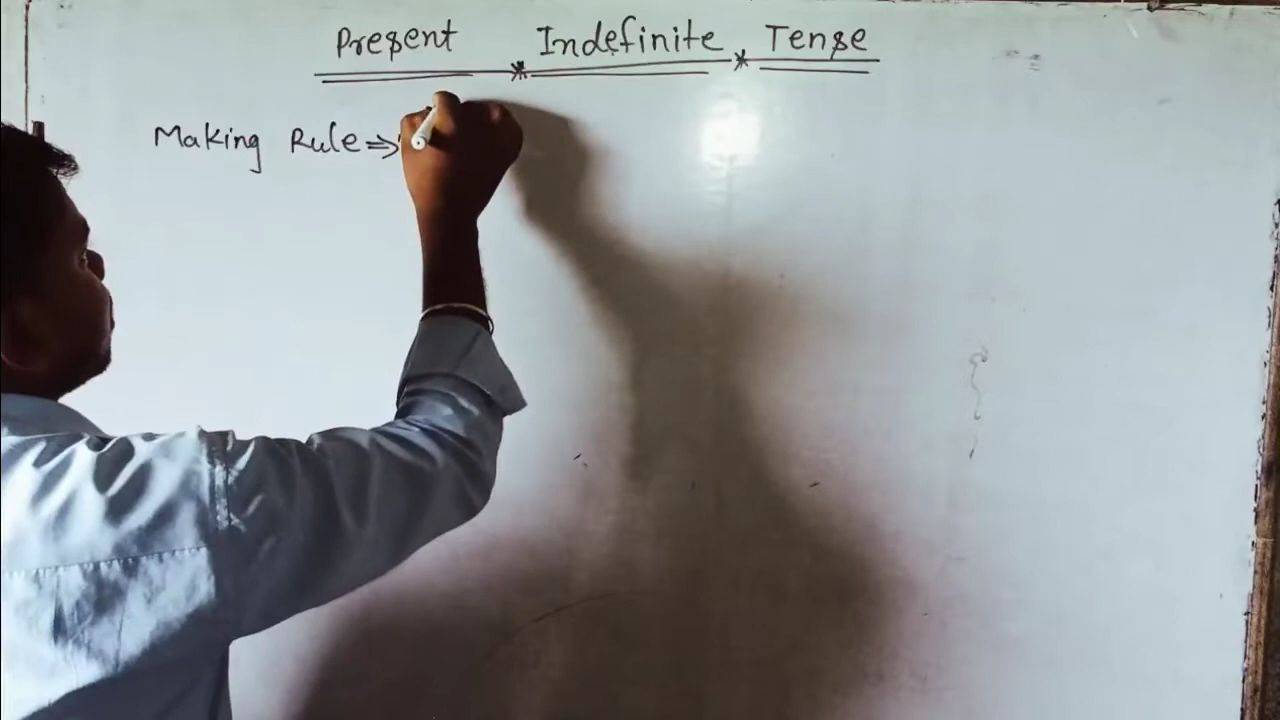 Present * Indefinite * Tense
Making Rule ⇒